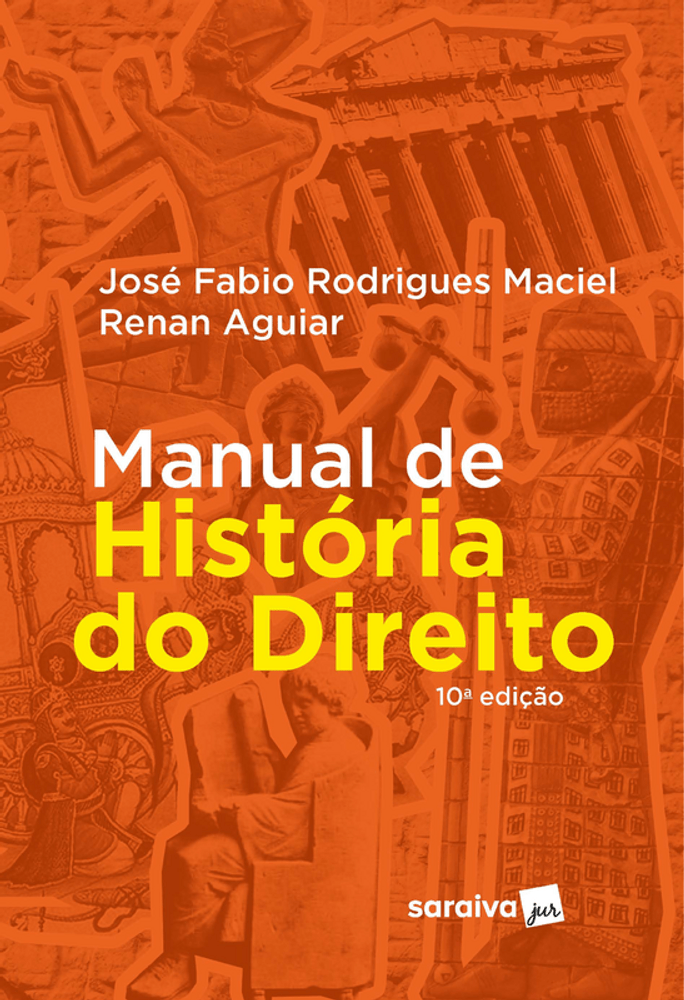 José Fabio Rodrigues Maciel
Renan Aguiar
Manual de
História
do Direito
10ª edição
saraiva jur